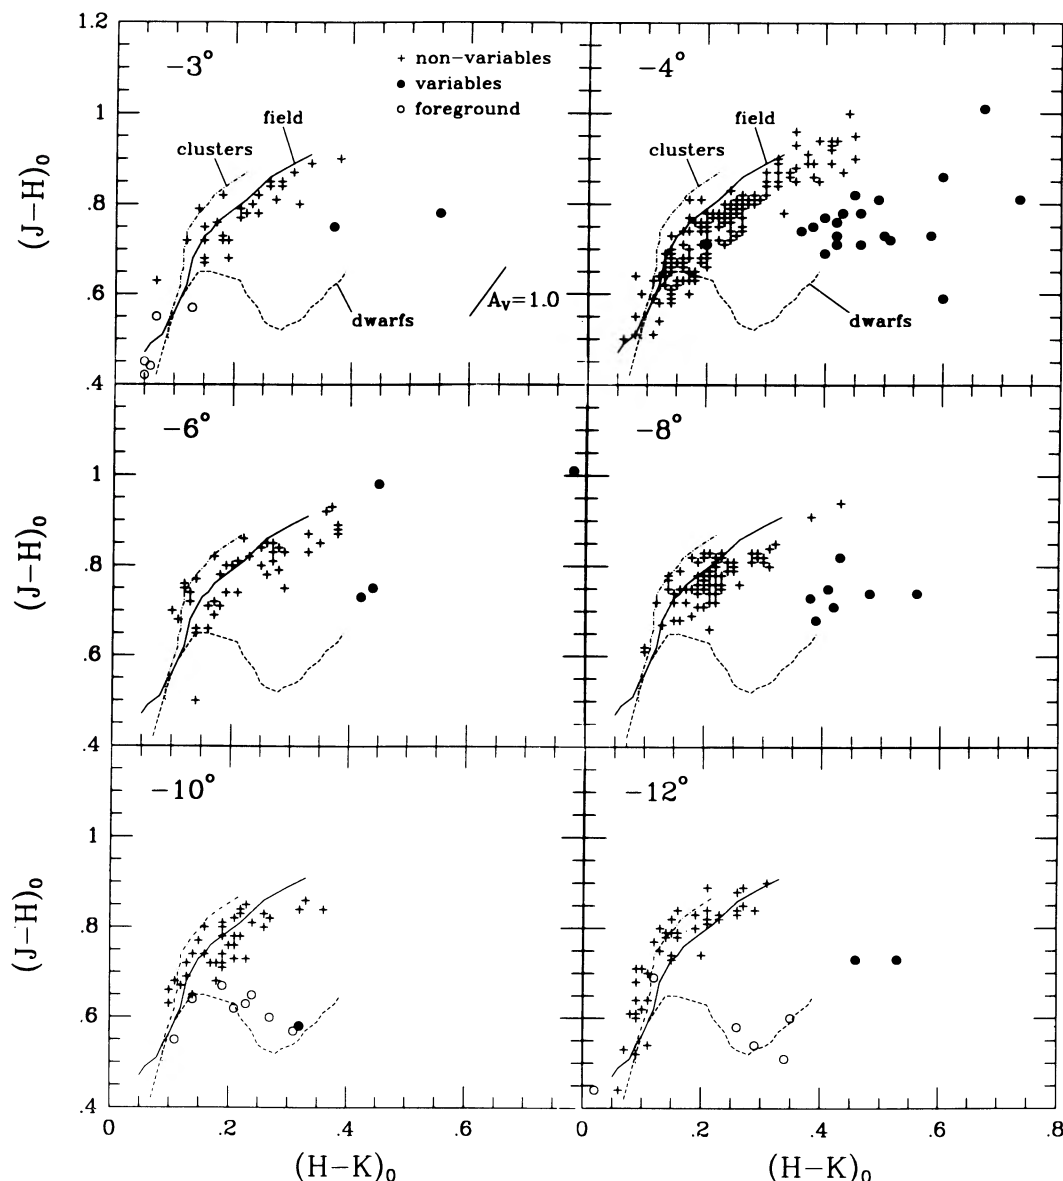 1.2
−3°
+ non-variables
● variables
○ foreground
−4°
field
clusters
field
clusters
1
(J−H)₀
.8
.6
A_V=1.0
dwarfs
dwarfs
.4
−6°
−8°
1
(J−H)₀
.8
.6
.4
−10°
−12°
1
(J−H)₀
.8
.6
.4
0 .2 .4 .6 0 .2 .4 .6 .8
(H−K)₀ (H−K)₀